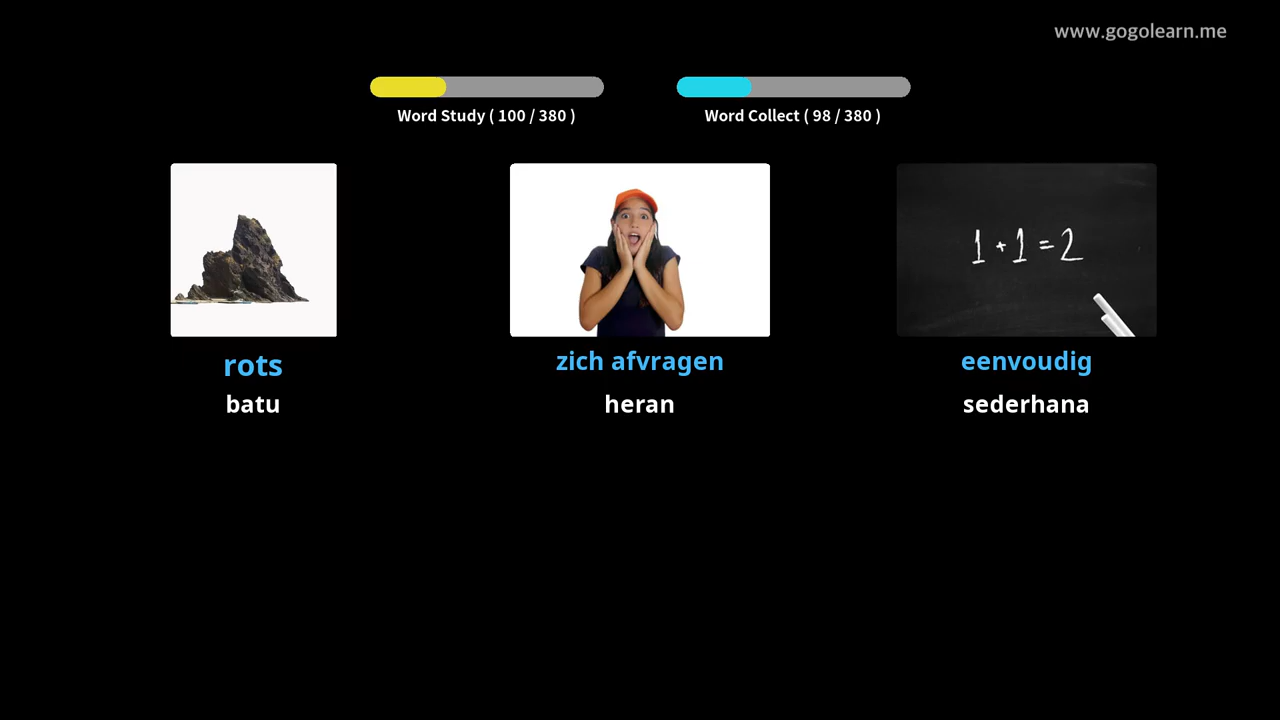 www.gogolearn.me
Word Study ( 100 / 380 )
Word Collect ( 98 / 380 )
1 + 1 = 2
rots
batu
zich afvragen
heran
eenvoudig
sederhana